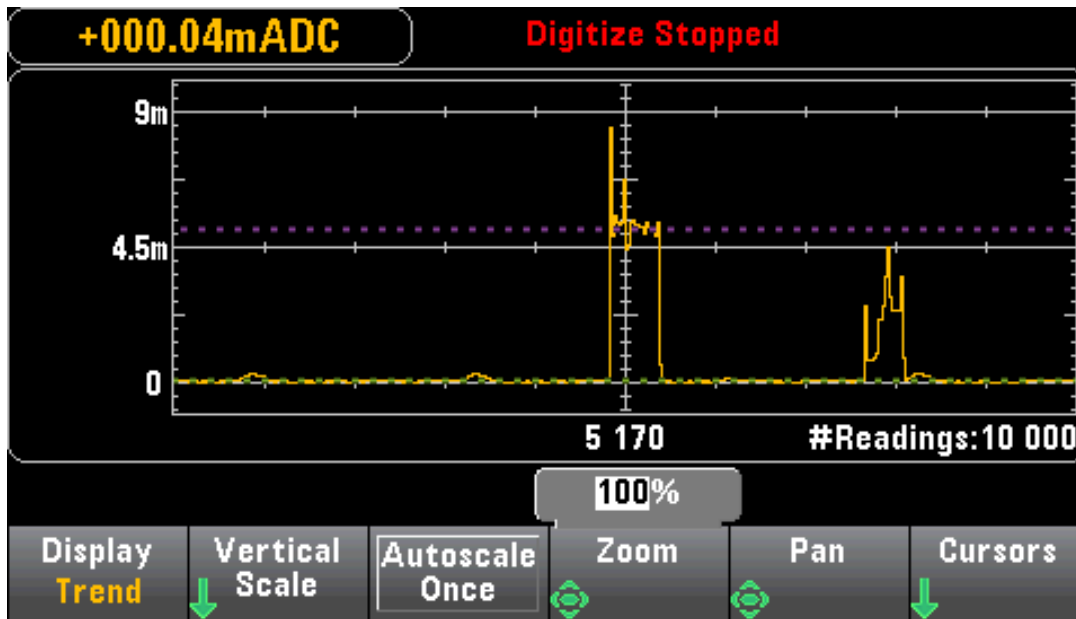 +000.04mADC Digitize Stopped
9m
4.5m
0
5 170 #Readings:10 000
100%
Display Vertical Autoscale Zoom Pan Cursors
Trend Scale Once